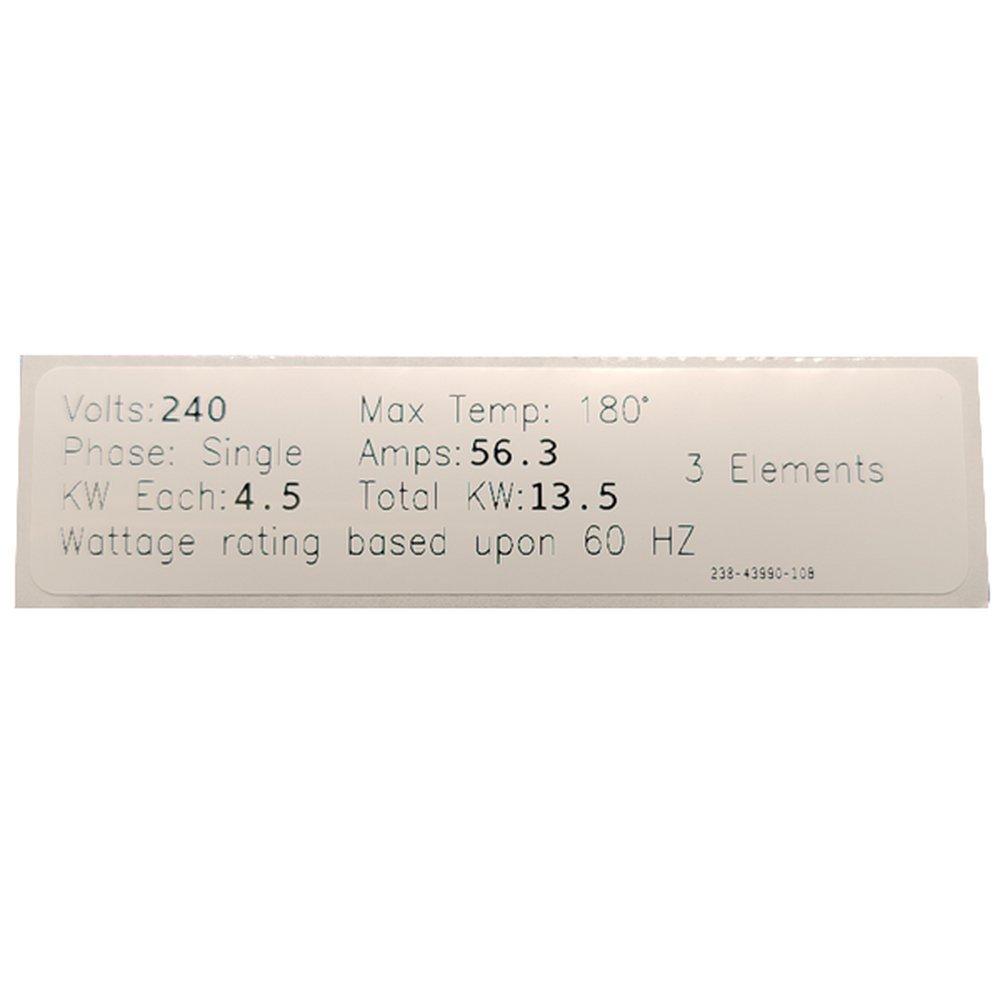 Volts:240 Max Temp: 180°
Phase: Single Amps:56.3
3 Elements
KW Each:4.5 Total KW:13.5
Wattage rating based upon 60 HZ
238-43990-108